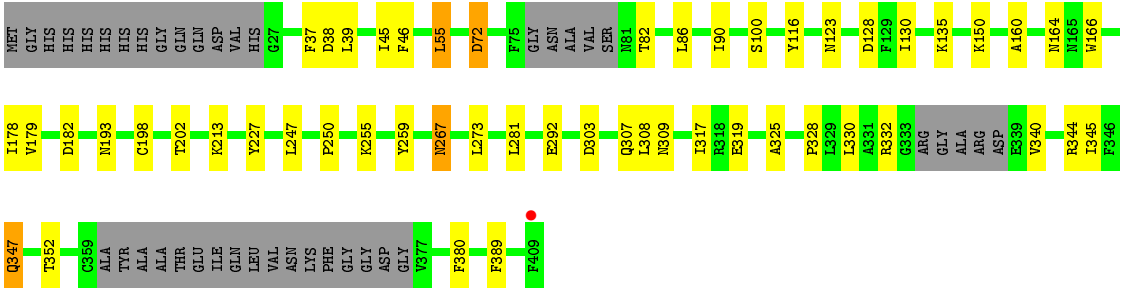 MET GLY HIS HIS HIS HIS HIS HIS GLY GLN GLN ASP VAL HIS G27 F37 D38 L39 I45 F46 L55 D72 F75 GLY ASN ALA VAL SER N81 T82 L86 I90 S100 Y116 N123 D128 F129 I130 K135 K150 A160 N164 N165 W166
I178 V179 D182 N193 C198 T202 K213 Y227 L247 P250 K255 Y259 N267 L273 L281 E292 D303 Q307 L308 N309 I317 R318 E319 A325 P328 L329 L330 A331 R332 G333 ARG GLY ALA ARG ASP E339 V340 R344 I345 F346
Q347 T352 C359 ALA TYR ALA ALA THR GLU ILE GLN LEU VAL ASN LYS PHE GLY GLY ASP GLY V377 F380 F389 F409